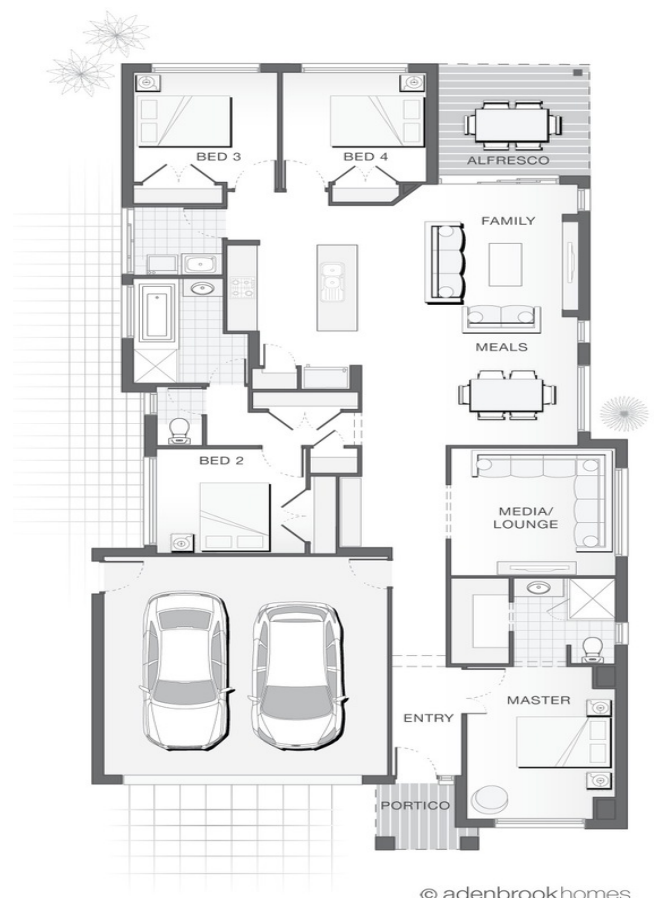 BED 3
BED 4
ALFRESCO
FAMILY
MEALS
BED 2
MEDIA/
LOUNGE
MASTER
ENTRY
PORTICO
© adenbrookhomes